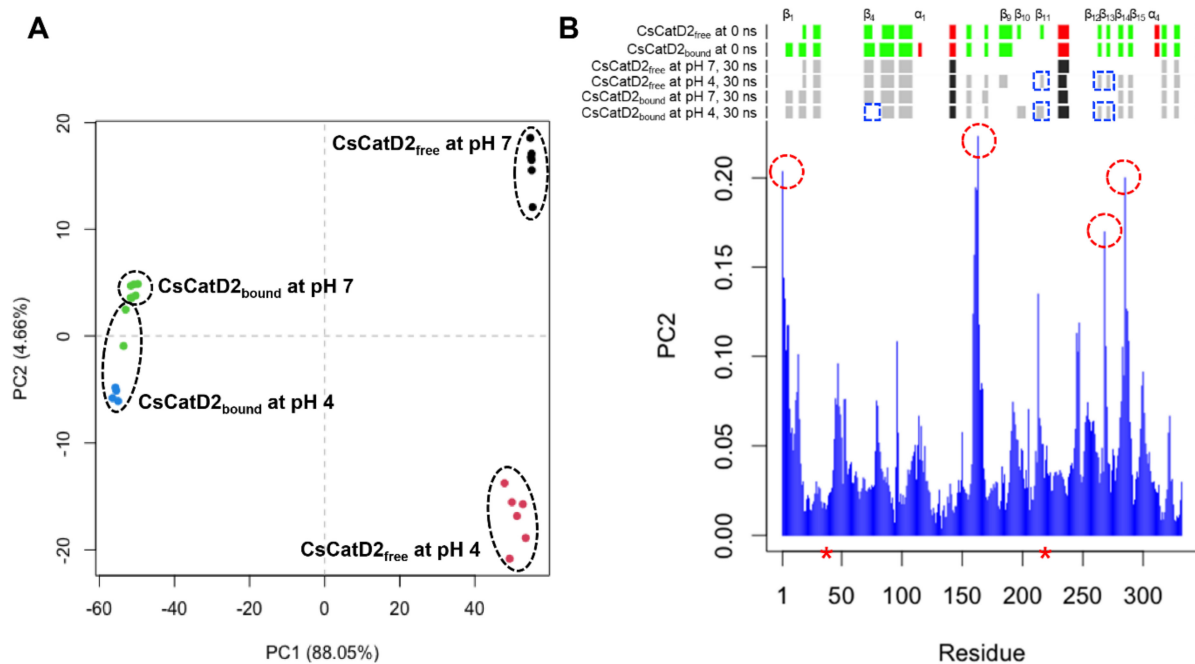 A
20
10
0
-10
-20
PC2 (4.66%)
CsCatD2free at pH 7
CsCatD2bound at pH 7
CsCatD2bound at pH 4
CsCatD2free at pH 4
-60 -40 -20 0 20 40
PC1 (88.05%)
B
β1 β4 α1 β9 β10 β11 β12 β13 β14 β15 α4
CsCatD2free at 0 ns
CsCatD2bound at 0 ns
CsCatD2free at pH 7, 30 ns
CsCatD2free at pH 4, 30 ns
CsCatD2bound at pH 7, 30 ns
CsCatD2bound at pH 4, 30 ns
0.20
0.15
0.10
0.05
0.00
PC2
* *
1 50 100 150 200 250 300
Residue